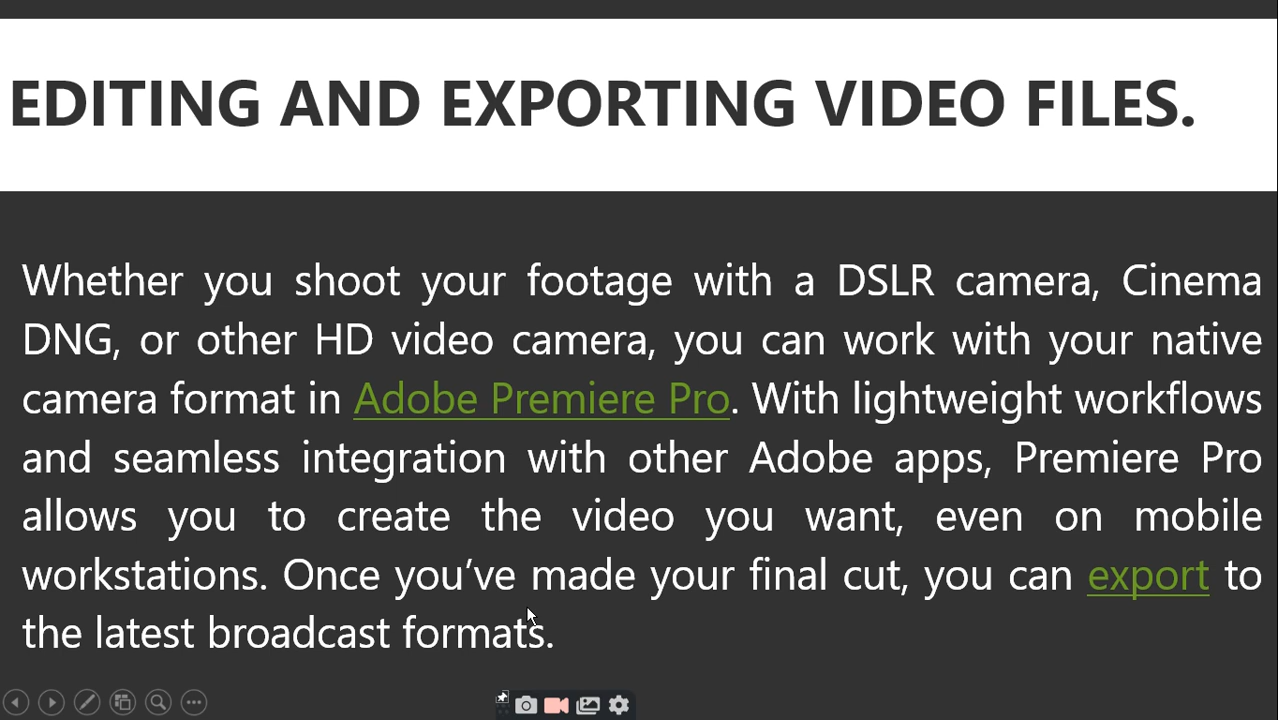 EDITING AND EXPORTING VIDEO FILES.
Whether you shoot your footage with a DSLR camera, Cinema
DNG, or other HD video camera, you can work with your native
camera format in Adobe Premiere Pro. With lightweight workflows
and seamless integration with other Adobe apps, Premiere Pro
allows you to create the video you want, even on mobile
workstations. Once you’ve made your final cut, you can export to
the latest broadcast formats.